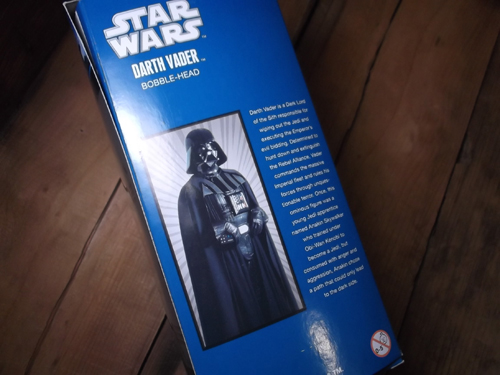 STAR
WARS™
DARTH VADER™
BOBBLE-HEAD
Darth Vader is a Dark Lord
of the Sith responsible for
wiping out the Jedi and
executing the Emperor's
evil bidding. Determined to
hunt down and extinguish
the Rebel Alliance, Vader
commands the massive
Imperial fleet and rules his
forces through unques-
tionable terror. Once, this
ominous figure was a
young Jedi apprentice
named Anakin Skywalker
who trained under
Obi-Wan Kenobi to
become a Jedi, but
consumed with anger and
aggression, Anakin chose
a path that could only lead
to the dark side.
0-3